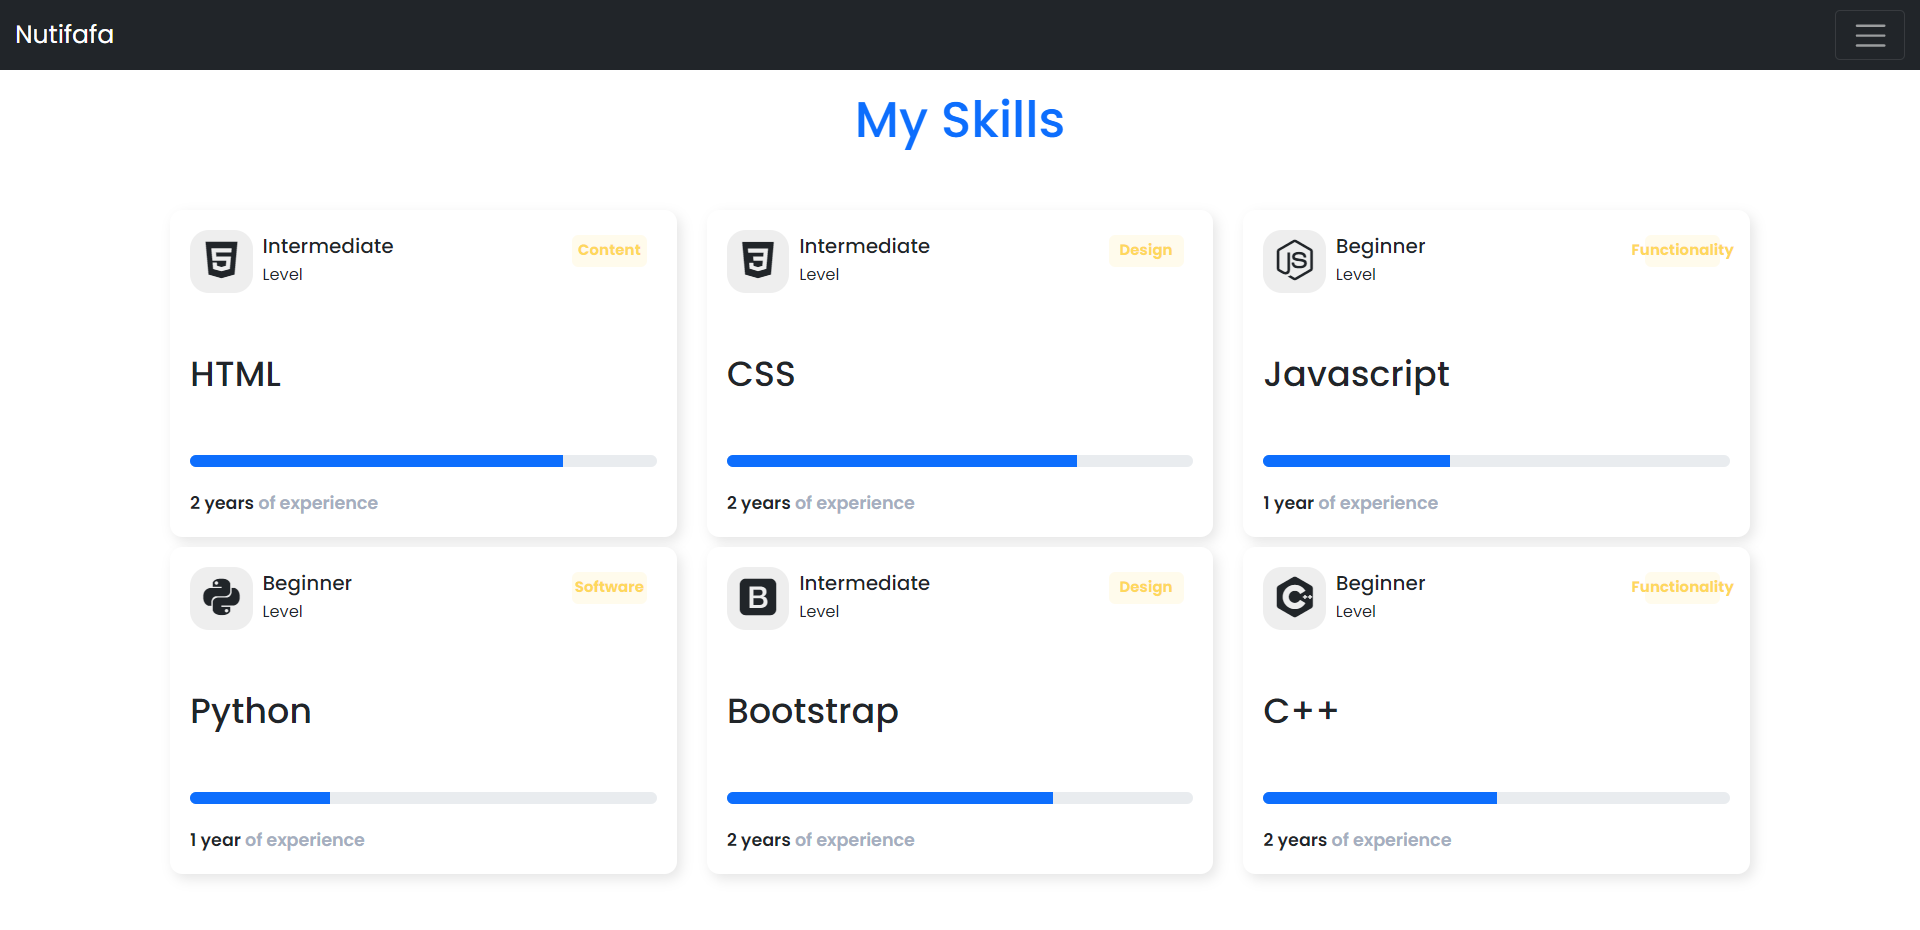 Nutifafa
My Skills
Intermediate
Level
Content
HTML
2 years of experience
Intermediate
Level
Design
CSS
2 years of experience
Beginner
Level
Functionality
JS
Javascript
1 year of experience
Beginner
Level
Software
Python
1 year of experience
Intermediate
Level
Design
B
Bootstrap
2 years of experience
Beginner
Level
Functionality
C++
C++
2 years of experience